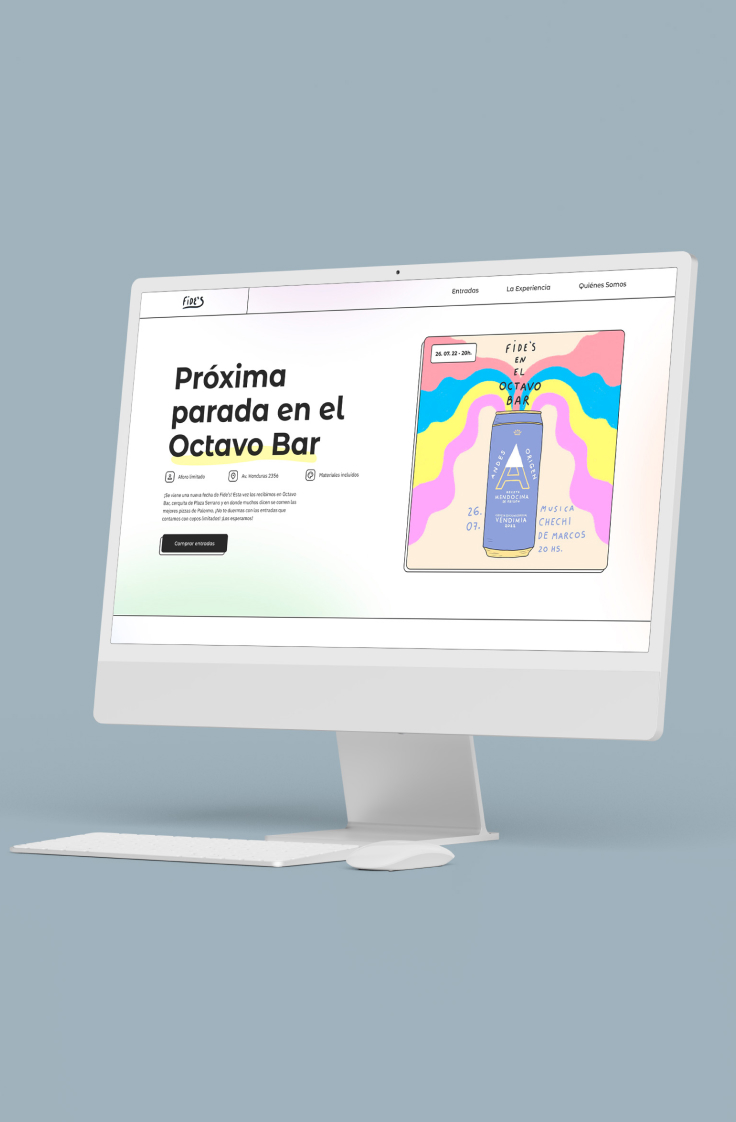 FIDE'S
Entradas
La Experiencia
Quiénes Somos
Próxima
parada en el
Octavo Bar
Aforo limitado
Av. Honduras 2356
Materiales incluidos
¡Se viene una nueva fecha de Fide's! Esta vez los recibimos en Octavo
Bar, cerquita de Plaza Serrano y en donde muchos dicen se comen las
mejores pizzas de Palermo. ¡No te duermas con las entradas que
contamos con cupos limitados! ¡Los esperamos!
Comprar entradas
26. 07. 22 - 20h.
FIDE'S
EN
EL
OCTAVO
BAR
ANDES ORIGEN
MENDOCINA
VENDIMIA
26.
07.
MUSICA
CHECHI
DE MARCOS
20 HS.